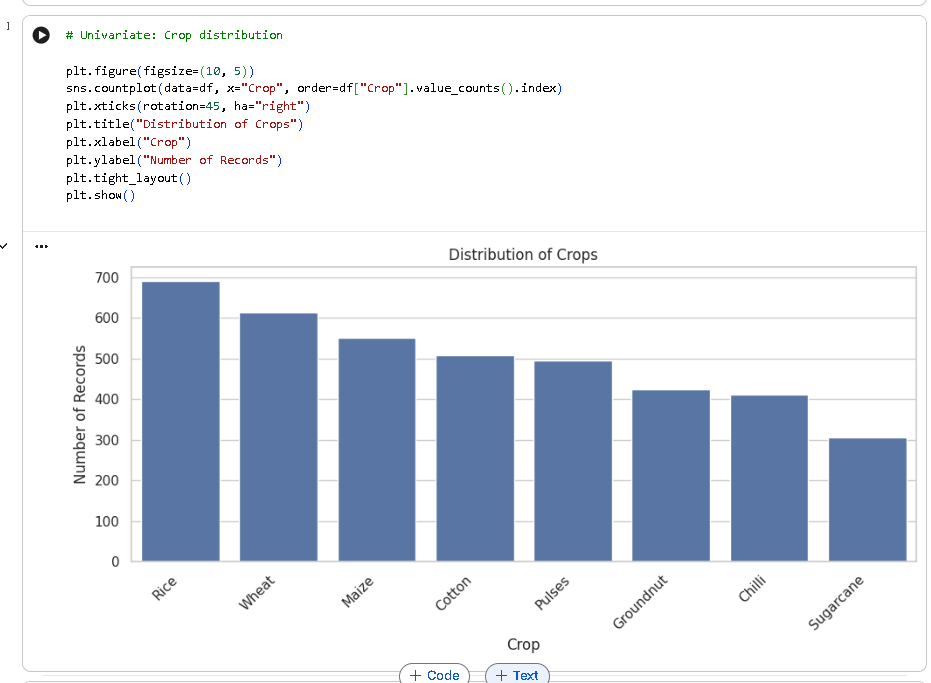 ]
# Univariate: Crop distribution
plt.figure(figsize=(10, 5))
sns.countplot(data=df, x="Crop", order=df["Crop"].value_counts().index)
plt.xticks(rotation=45, ha="right")
plt.title("Distribution of Crops")
plt.xlabel("Crop")
plt.ylabel("Number of Records")
plt.tight_layout()
plt.show()
...
Distribution of Crops
Number of Records
700
600
500
400
300
200
100
0
Rice
Wheat
Maize
Cotton
Pulses
Groundnut
Chilli
Sugarcane
Crop
+ Code
+ Text